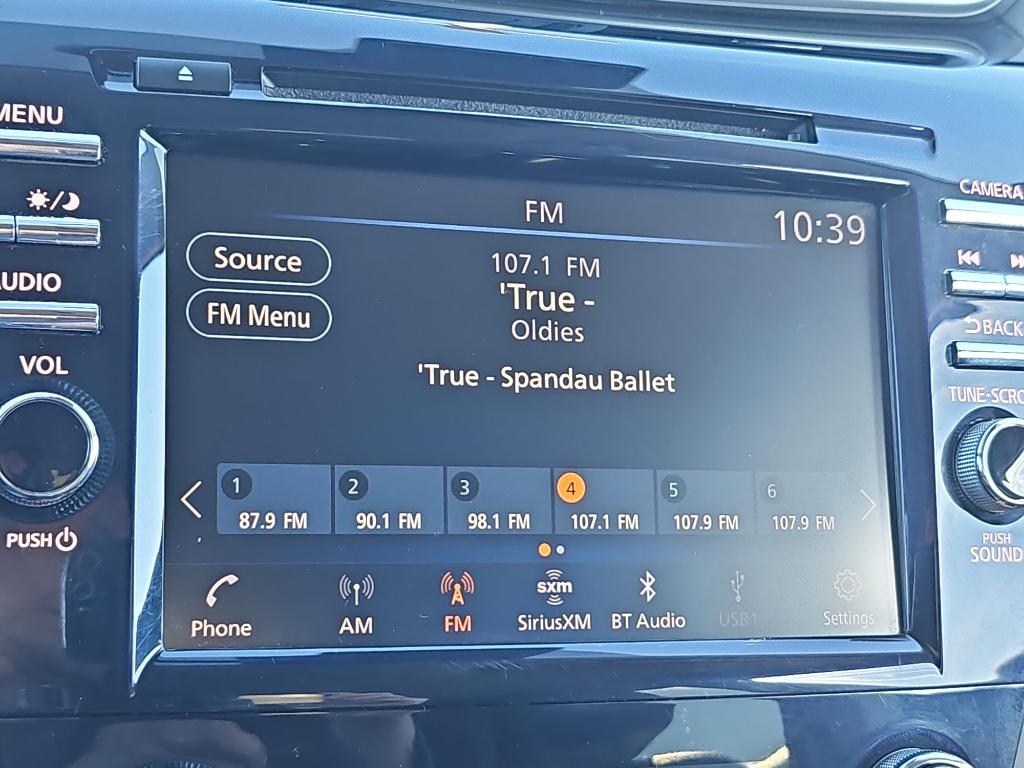 MENU
AUDIO
VOL
PUSH
FM
10:39
Source
FM Menu
107.1 FM
'True -
Oldies
'True - Spandau Ballet
1
87.9 FM
2
90.1 FM
3
98.1 FM
4
107.1 FM
5
107.9 FM
6
107.9 FM
Phone
AM
FM
sxm
SiriusXM
BT Audio
USB1
Settings
CAMERA
BACK
TUNE·SCRO
PUSH
SOUND